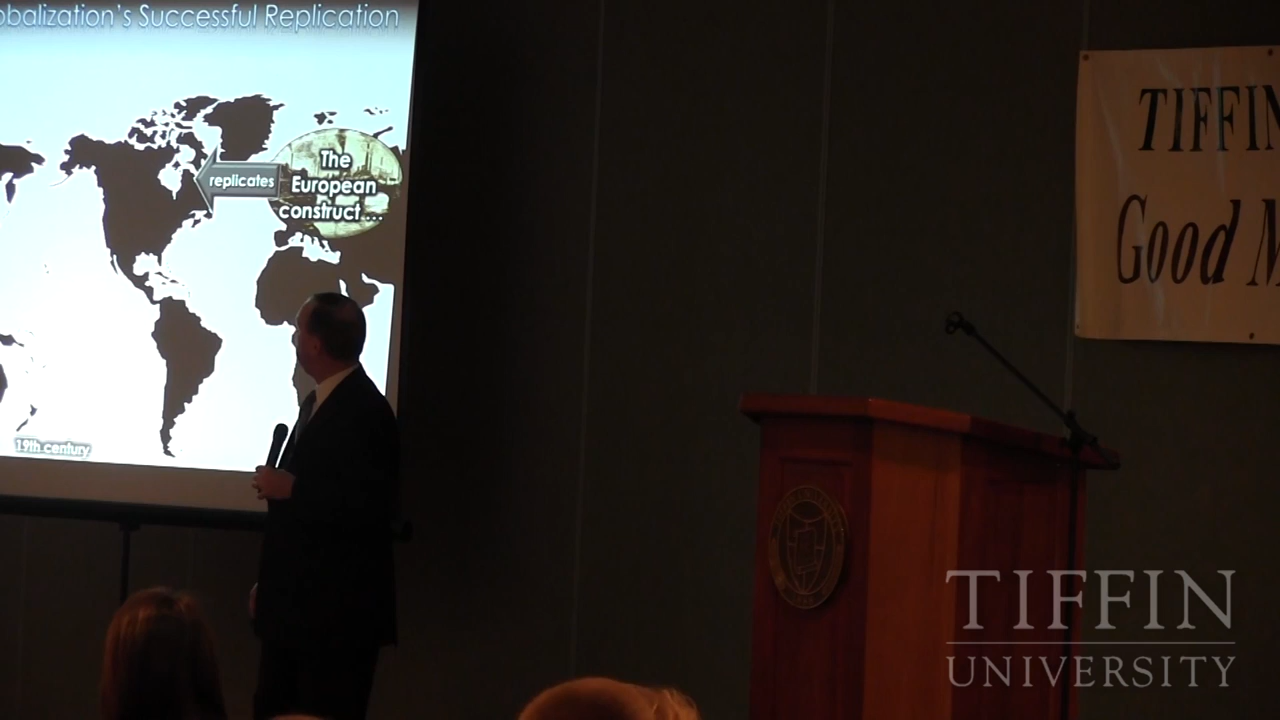 obalization's Successful Replication
The
European
construct ...
replicates
19th century
TIFFIN
Good M
TIFFIN
UNIVERSITY